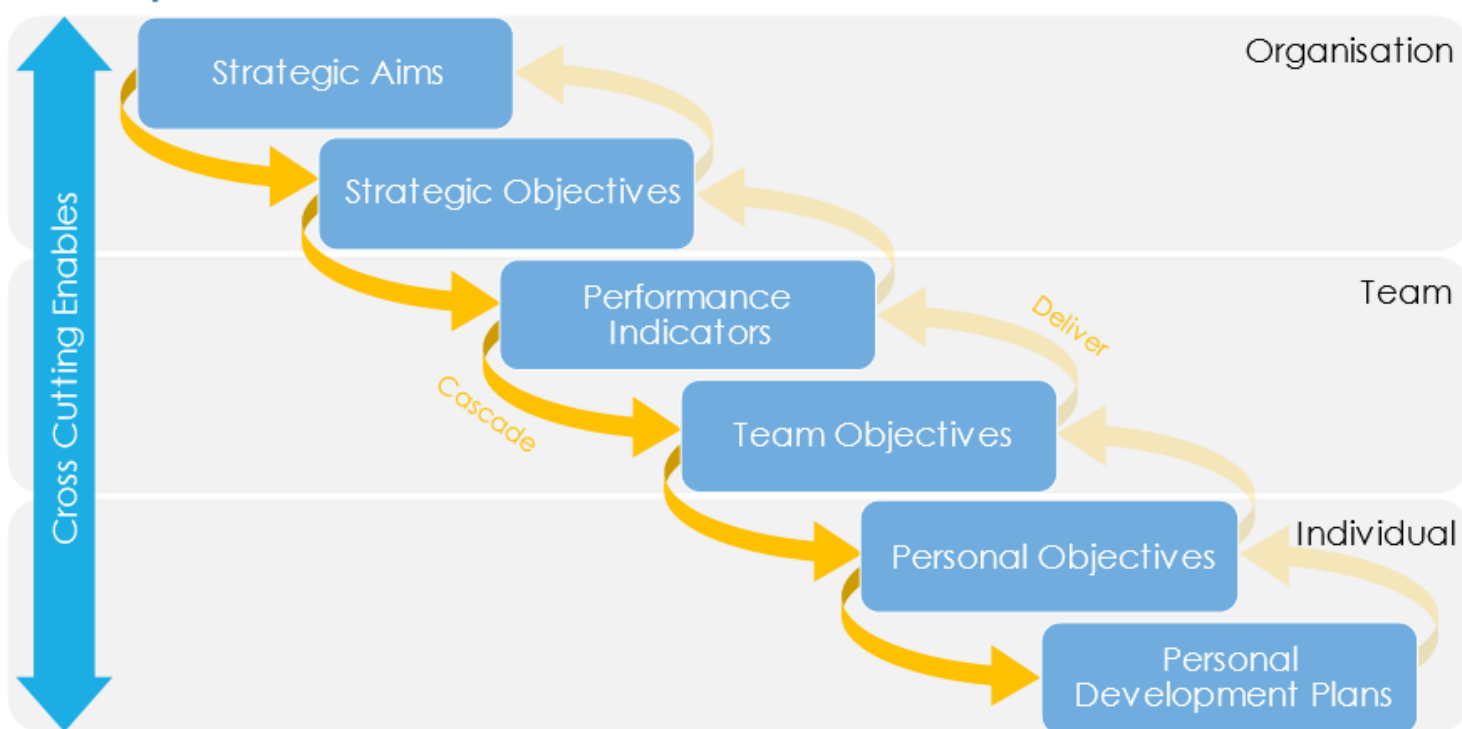 Strategic Aims
Organisation
Strategic Objectives
Cross Cutting Enables
Performance
Indicators
Team
Deliver
Cascade
Team Objectives
Individual
Personal Objectives
Personal
Development Plans